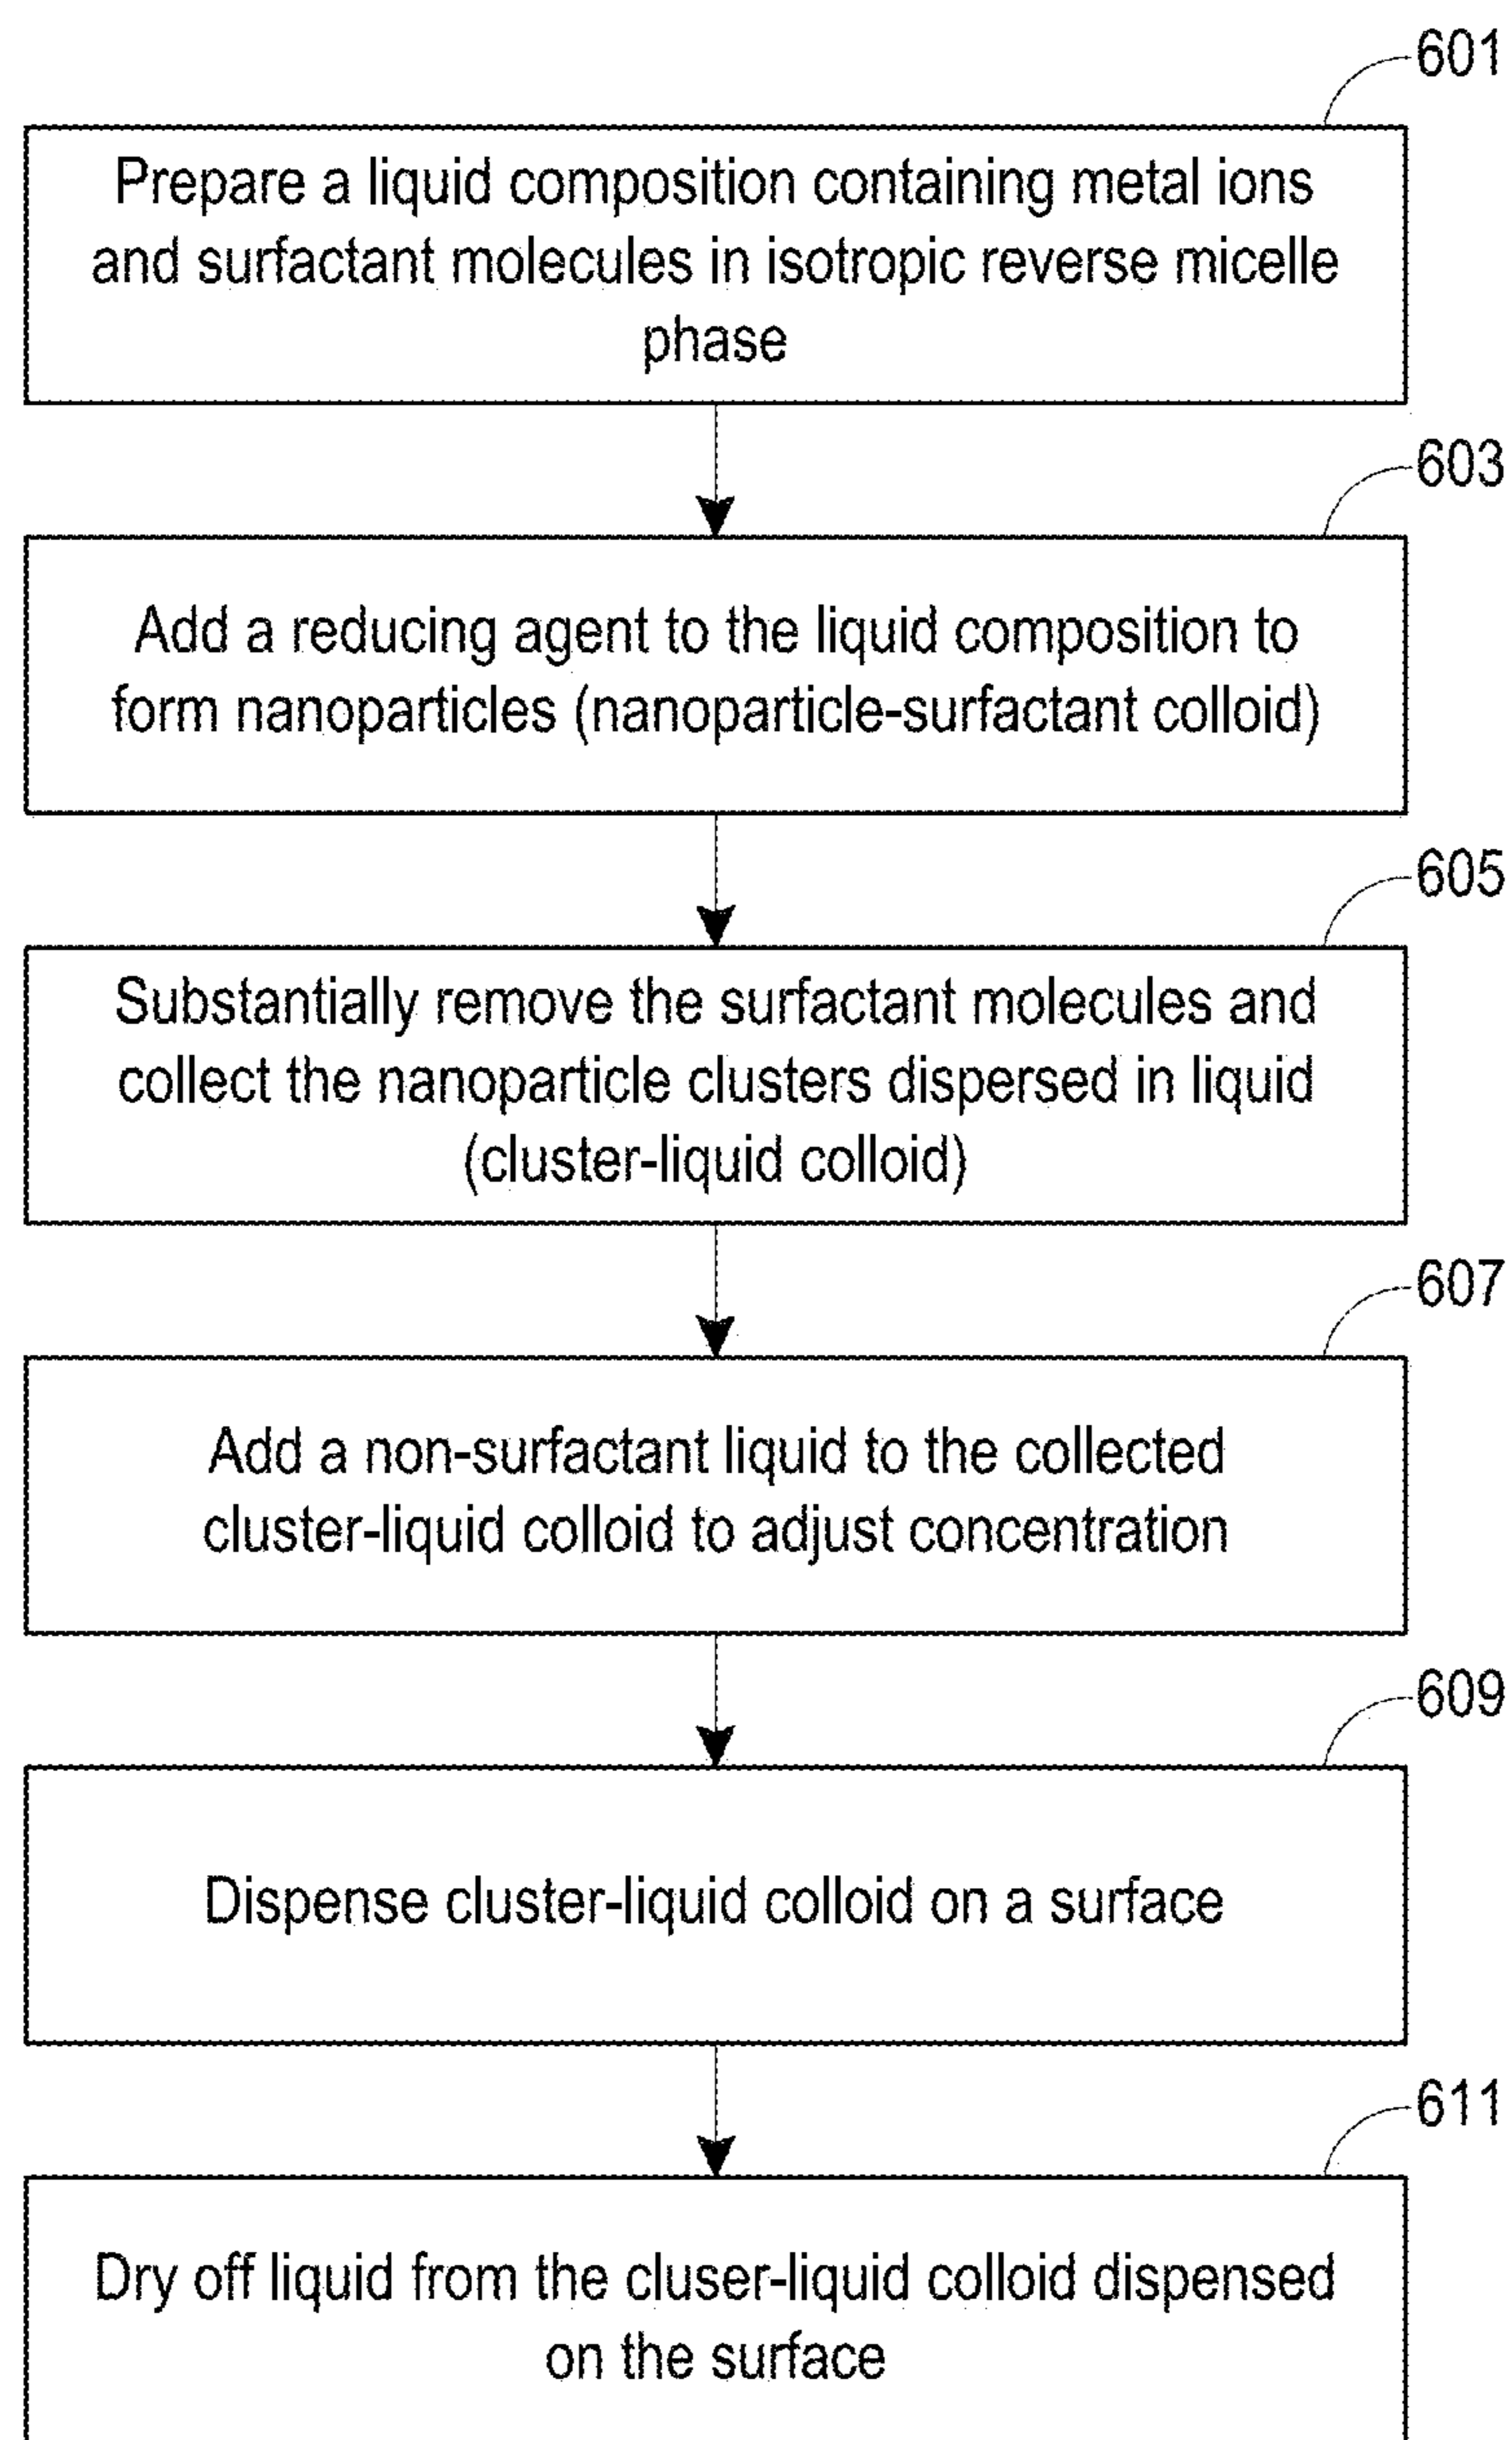 601
Prepare a liquid composition containing metal ions
and surfactant molecules in isotropic reverse micelle
phase
603
Add a reducing agent to the liquid composition to
form nanoparticles (nanoparticle-surfactant colloid)
605
Substantially remove the surfactant molecules and
collect the nanoparticle clusters dispersed in liquid
(cluster-liquid colloid)
607
Add a non-surfactant liquid to the collected
cluster-liquid colloid to adjust concentration
609
Dispense cluster-liquid colloid on a surface
611
Dry off liquid from the cluser-liquid colloid dispensed
on the surface